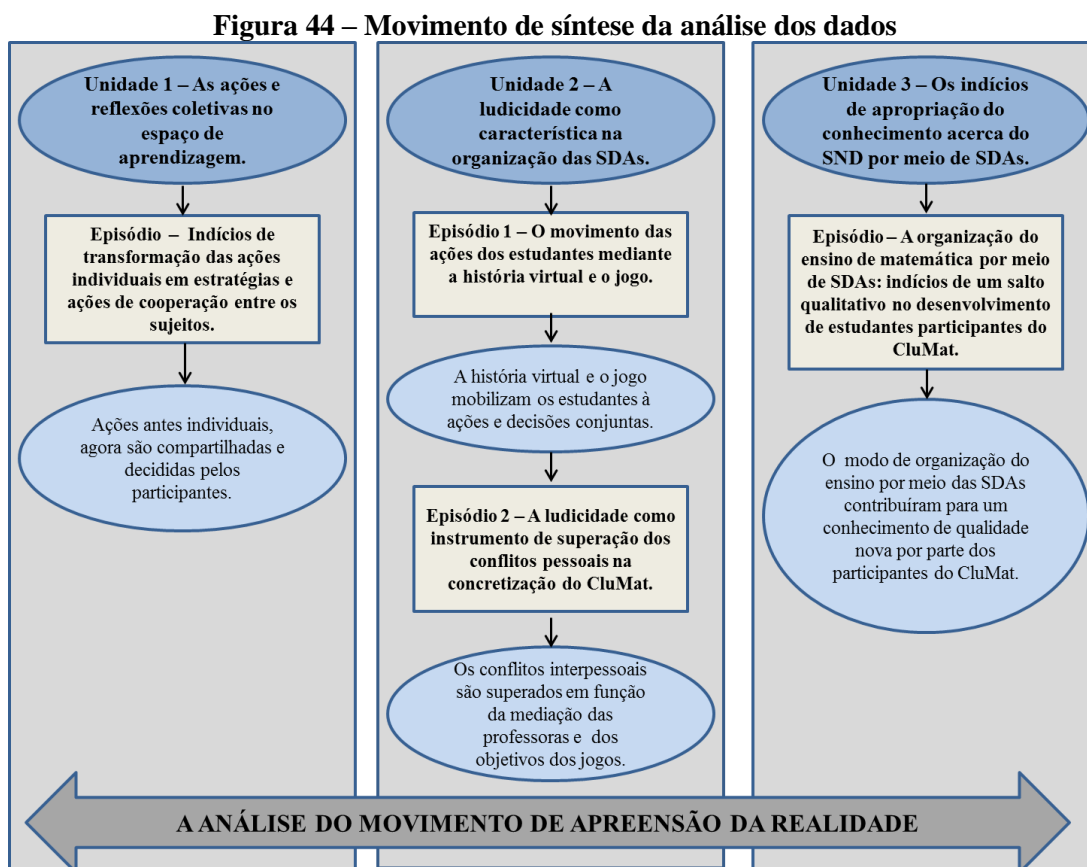 Figura 44 – Movimento de síntese da análise dos dados
Unidade 1 – As ações e
reflexões coletivas no
espaço de
aprendizagem.
Episódio – Indícios de
transformação das ações
individuais em estratégias e
ações de cooperação entre os
sujeitos.
Ações antes individuais,
agora são compartilhadas e
decididas pelos
participantes.
Unidade 2 – A
ludicidade como
característica na
organização das SDAs.
Episódio 1 – O movimento das
ações dos estudantes mediante
a história virtual e o jogo.
A história virtual e o jogo
mobilizam os estudantes à
ações e decisões conjuntas.
Episódio 2 – A ludicidade como
instrumento de superação dos
conflitos pessoais na
concretização do CluMat.
Os conflitos interpessoais
são superados em função
da mediação das
professoras e dos
objetivos dos jogos.
Unidade 3 – Os indícios
de apropriação do
conhecimento acerca do
SND por meio de SDAs.
Episódio – A organização do
ensino de matemática por meio
de SDAs: indícios de um salto
qualitativo no desenvolvimento
de estudantes participantes do
CluMat.
O modo de organização do
ensino por meio das SDAs
contribuíram para um
conhecimento de qualidade
nova por parte dos
participantes do CluMat.
A ANÁLISE DO MOVIMENTO DE APREENSÃO DA REALIDADE